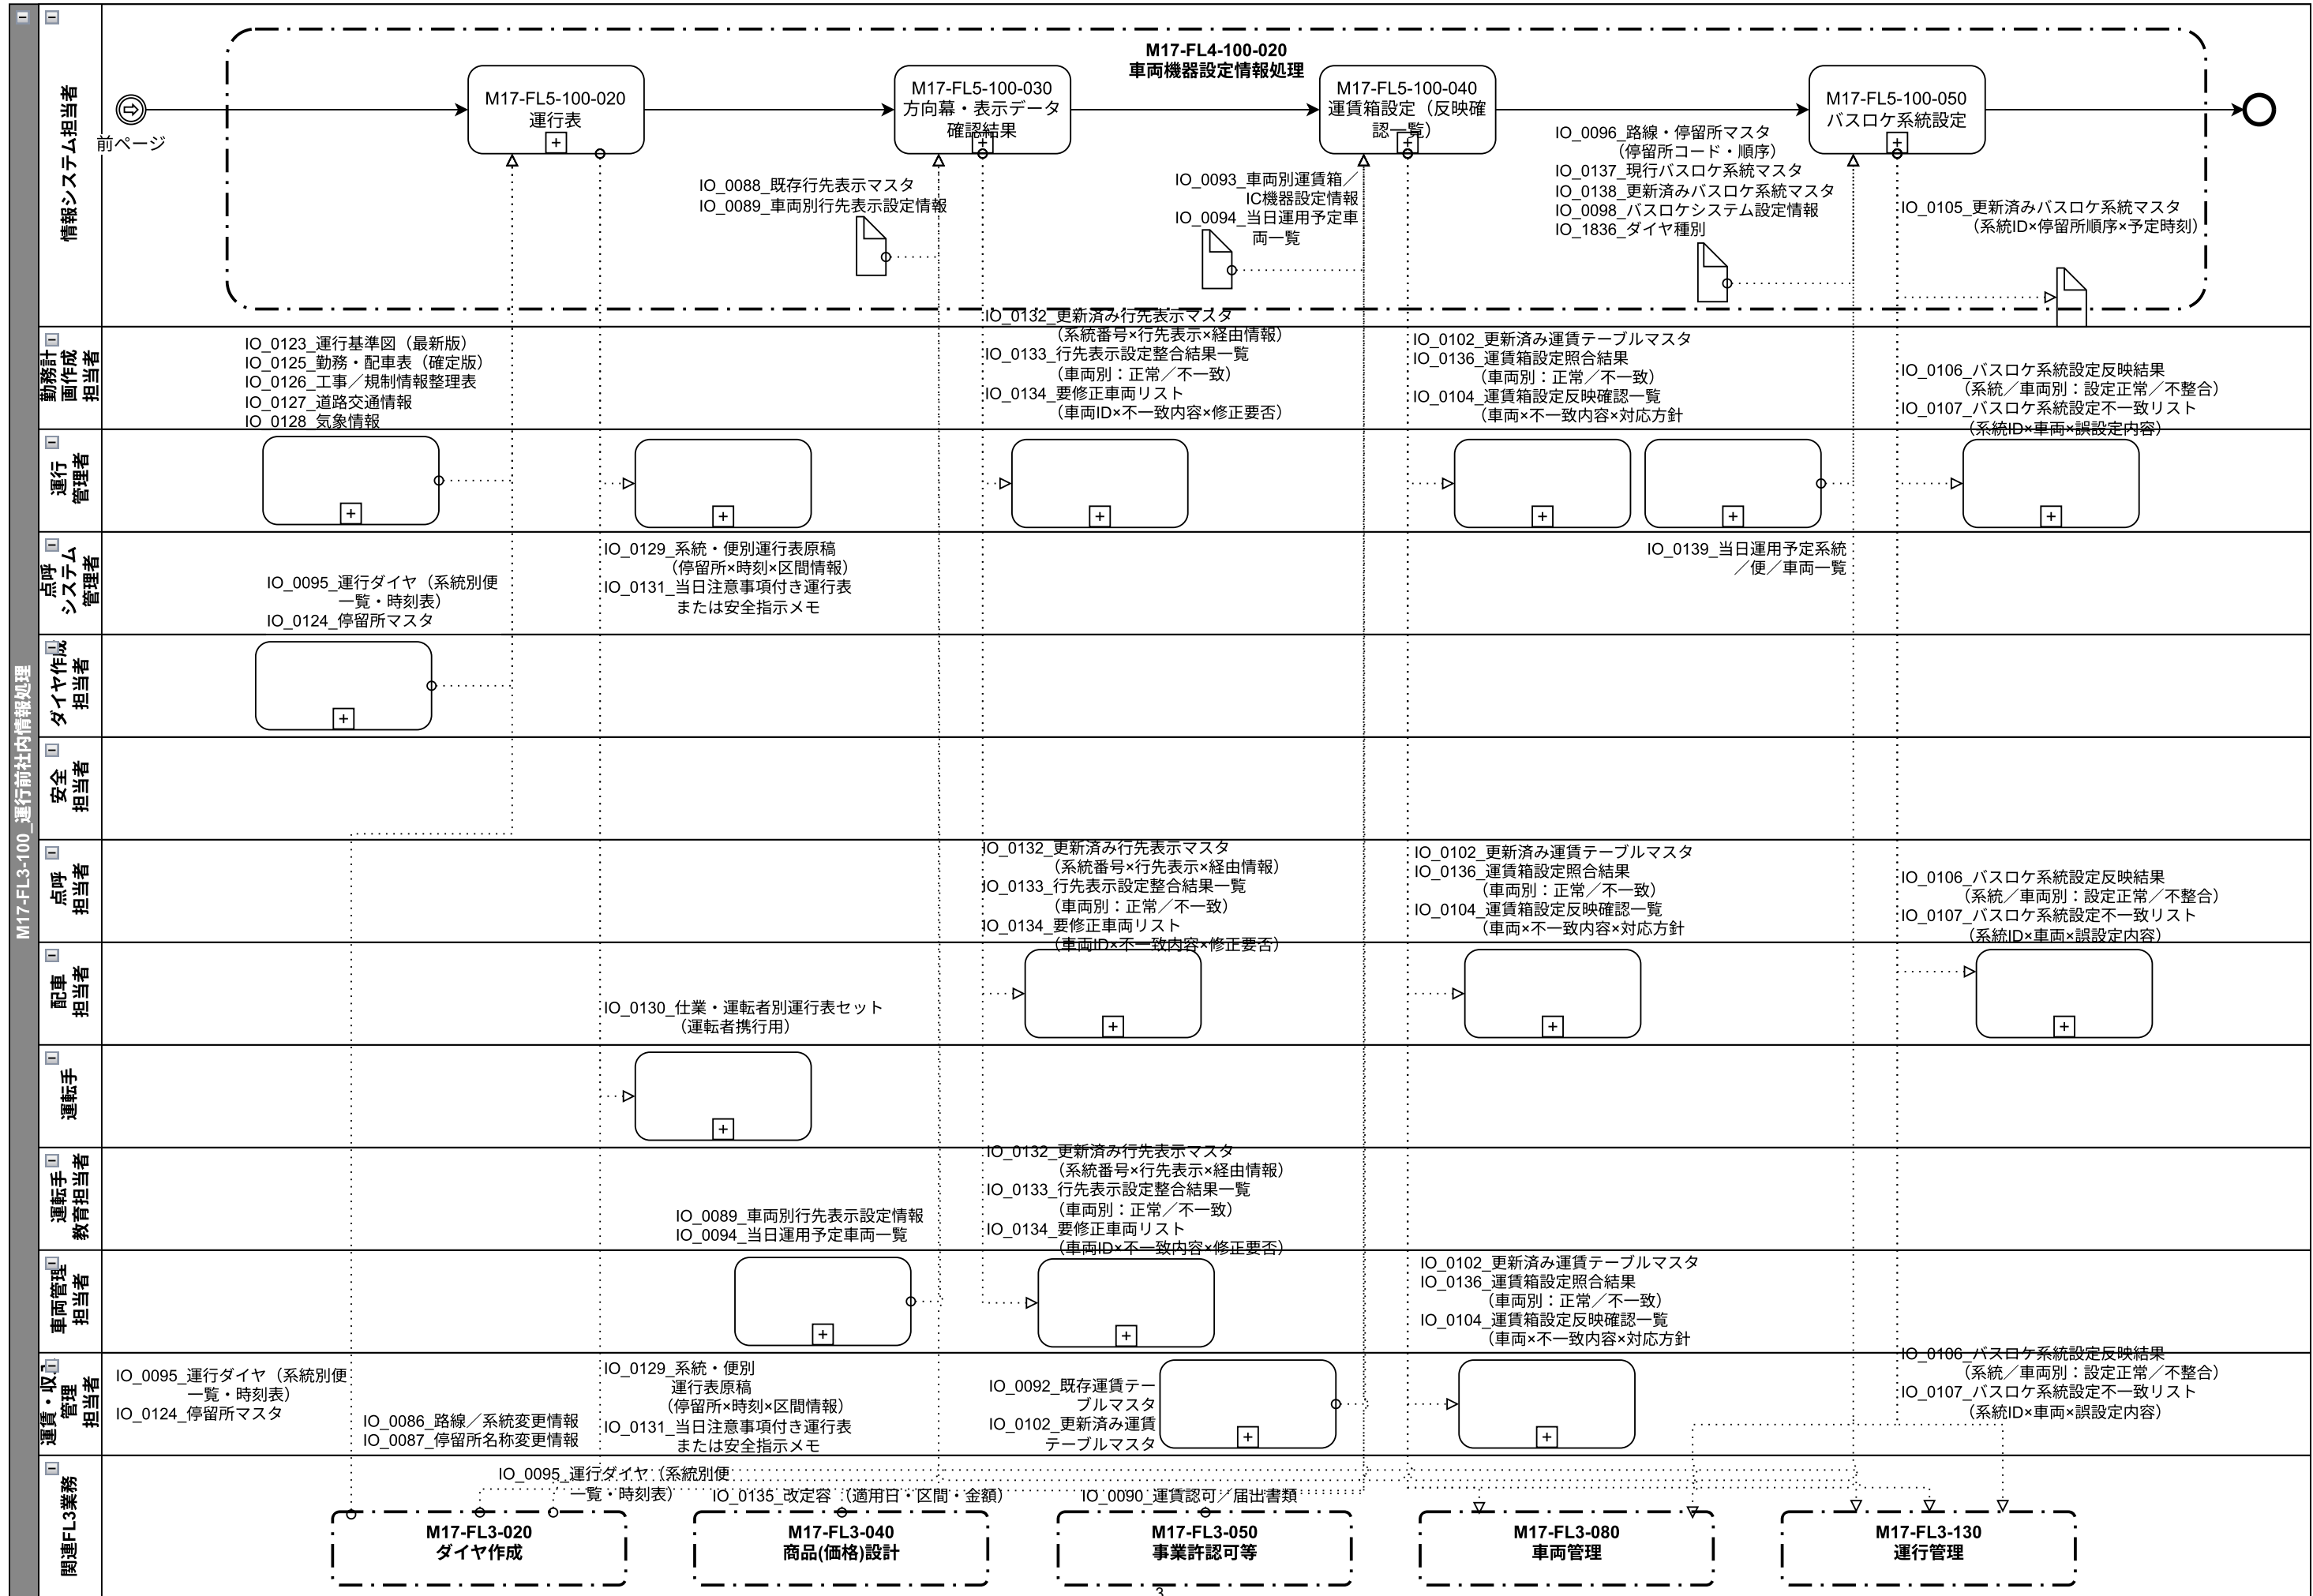 M17-FL3-100_運行前社内情報処理
情報システム担当者
M17-FL4-100-020
車両機器設定情報処理
前ページ
M17-FL5-100-020
運行表
M17-FL5-100-030
方向幕・表示データ
確認結果
M17-FL5-100-040
運賃箱設定（反映確
認一覧）
M17-FL5-100-050
バスロケ系統設定
IO_0088_既存行先表示マスタ
IO_0089_車両別行先表示設定情報
IO_0093_車両別運賃箱／
IC機器設定情報
IO_0094_当日運用予定車
両一覧
IO_0096_路線・停留所マスタ
（停留所コード・順序）
IO_0137_現行バスロケ系統マスタ
IO_0138_更新済みバスロケ系統マスタ
IO_0098_バスロケシステム設定情報
IO_1836_ダイヤ種別
IO_0105_更新済みバスロケ系統マスタ
（系統ID×停留所順序×予定時刻）
勤務計
画作成
担当者
IO_0123_運行基準図（最新版）
IO_0125_勤務・配車表（確定版）
IO_0126_工事／規制情報整理表
IO_0127_道路交通情報
IO_0128_気象情報
IO_0132_更新済み行先表示マスタ
（系統番号×行先表示×経由情報）
IO_0133_行先表示設定整合結果一覧
（車両別：正常／不一致）
IO_0134_要修正車両リスト
（車両ID×不一致内容×修正要否）
IO_0102_更新済み運賃テーブルマスタ
IO_0136_運賃箱設定照合結果
（車両別：正常／不一致）
IO_0104_運賃箱設定反映確認一覧
（車両×不一致内容×対応方針
IO_0106_バスロケ系統設定反映結果
（系統／車両別：設定正常／不整合）
IO_0107_バスロケ系統設定不一致リスト
（系統ID×車両×誤設定内容）
運行
管理者
点呼
システム
管理者
IO_0095_運行ダイヤ（系統別便
一覧・時刻表）
IO_0124_停留所マスタ
IO_0129_系統・便別運行表原稿
（停留所×時刻×区間情報）
IO_0131_当日注意事項付き運行表
または安全指示メモ
IO_0139_当日運用予定系統
／便／車両一覧
ダイヤ作成
担当者
安全
担当者
点呼
担当者
IO_0132_更新済み行先表示マスタ
（系統番号×行先表示×経由情報）
IO_0133_行先表示設定整合結果一覧
（車両別：正常／不一致）
IO_0134_要修正車両リスト
（車両ID×不一致内容×修正要否）
IO_0102_更新済み運賃テーブルマスタ
IO_0136_運賃箱設定照合結果
（車両別：正常／不一致）
IO_0104_運賃箱設定反映確認一覧
（車両×不一致内容×対応方針
IO_0106_バスロケ系統設定反映結果
（系統／車両別：設定正常／不整合）
IO_0107_バスロケ系統設定不一致リスト
（系統ID×車両×誤設定内容）
配車
担当者
IO_0130_仕業・運転者別運行表セット
（運転者携行用）
運転手
運転手
教育担当者
IO_0089_車両別行先表示設定情報
IO_0094_当日運用予定車両一覧
IO_0132_更新済み行先表示マスタ
（系統番号×行先表示×経由情報）
IO_0133_行先表示設定整合結果一覧
（車両別：正常／不一致）
IO_0134_要修正車両リスト
（車両ID×不一致内容×修正要否）
車両管理
担当者
IO_0102_更新済み運賃テーブルマスタ
IO_0136_運賃箱設定照合結果
（車両別：正常／不一致）
IO_0104_運賃箱設定反映確認一覧
（車両×不一致内容×対応方針
運賃・収入
管理
担当者
IO_0095_運行ダイヤ（系統別便
一覧・時刻表）
IO_0124_停留所マスタ
IO_0086_路線／系統変更情報
IO_0087_停留所名称変更情報
IO_0129_系統・便別
運行表原稿
（停留所×時刻×区間情報）
IO_0131_当日注意事項付き運行表
または安全指示メモ
IO_0092_既存運賃テー
ブルマスタ
IO_0102_更新済み運賃
テーブルマスタ
IO_0106_バスロケ系統設定反映結果
（系統／車両別：設定正常／不整合）
IO_0107_バスロケ系統設定不一致リスト
（系統ID×車両×誤設定内容）
関連FL3業務
IO_0095_運行ダイヤ（系統別便
一覧・時刻表）
IO_0135_改定容（適用日・区間・金額）
IO_0090_運賃認可／届出書類
M17-FL3-020
ダイヤ作成
M17-FL3-040
商品(価格)設計
M17-FL3-050
事業許認可等
M17-FL3-080
車両管理
M17-FL3-130
運行管理
3